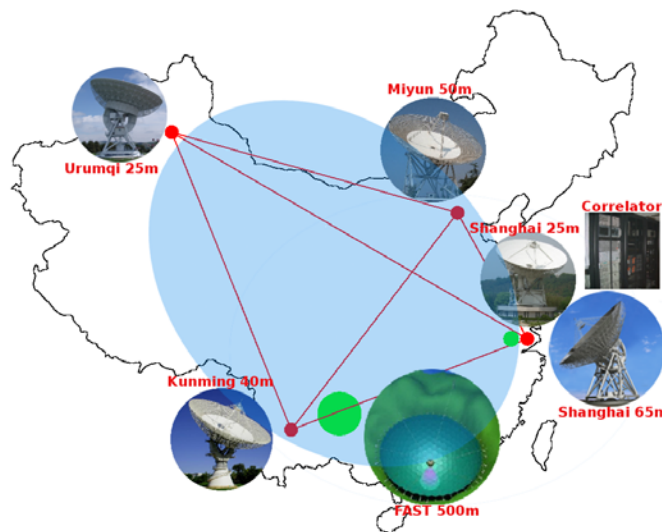 Miyun 50m
Urumqi 25m
Correlator
Shanghai 25m
Kunming 40m
Shanghai 65m
FAST 500m